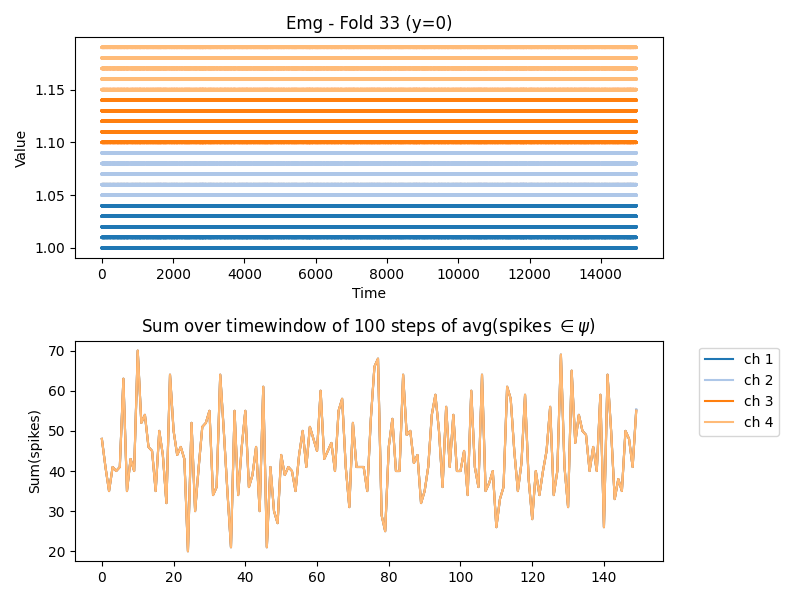 Emg - Fold 33 (y=0)
Value
1.15
1.10
1.05
1.00
0 2000 4000 6000 8000 10000 12000 14000
Time
Sum over timewindow of 100 steps of avg(spikes ∈ ψ)
Sum(spikes)
70
60
50
40
30
20
0 20 40 60 80 100 120 140
ch 1
ch 2
ch 3
ch 4